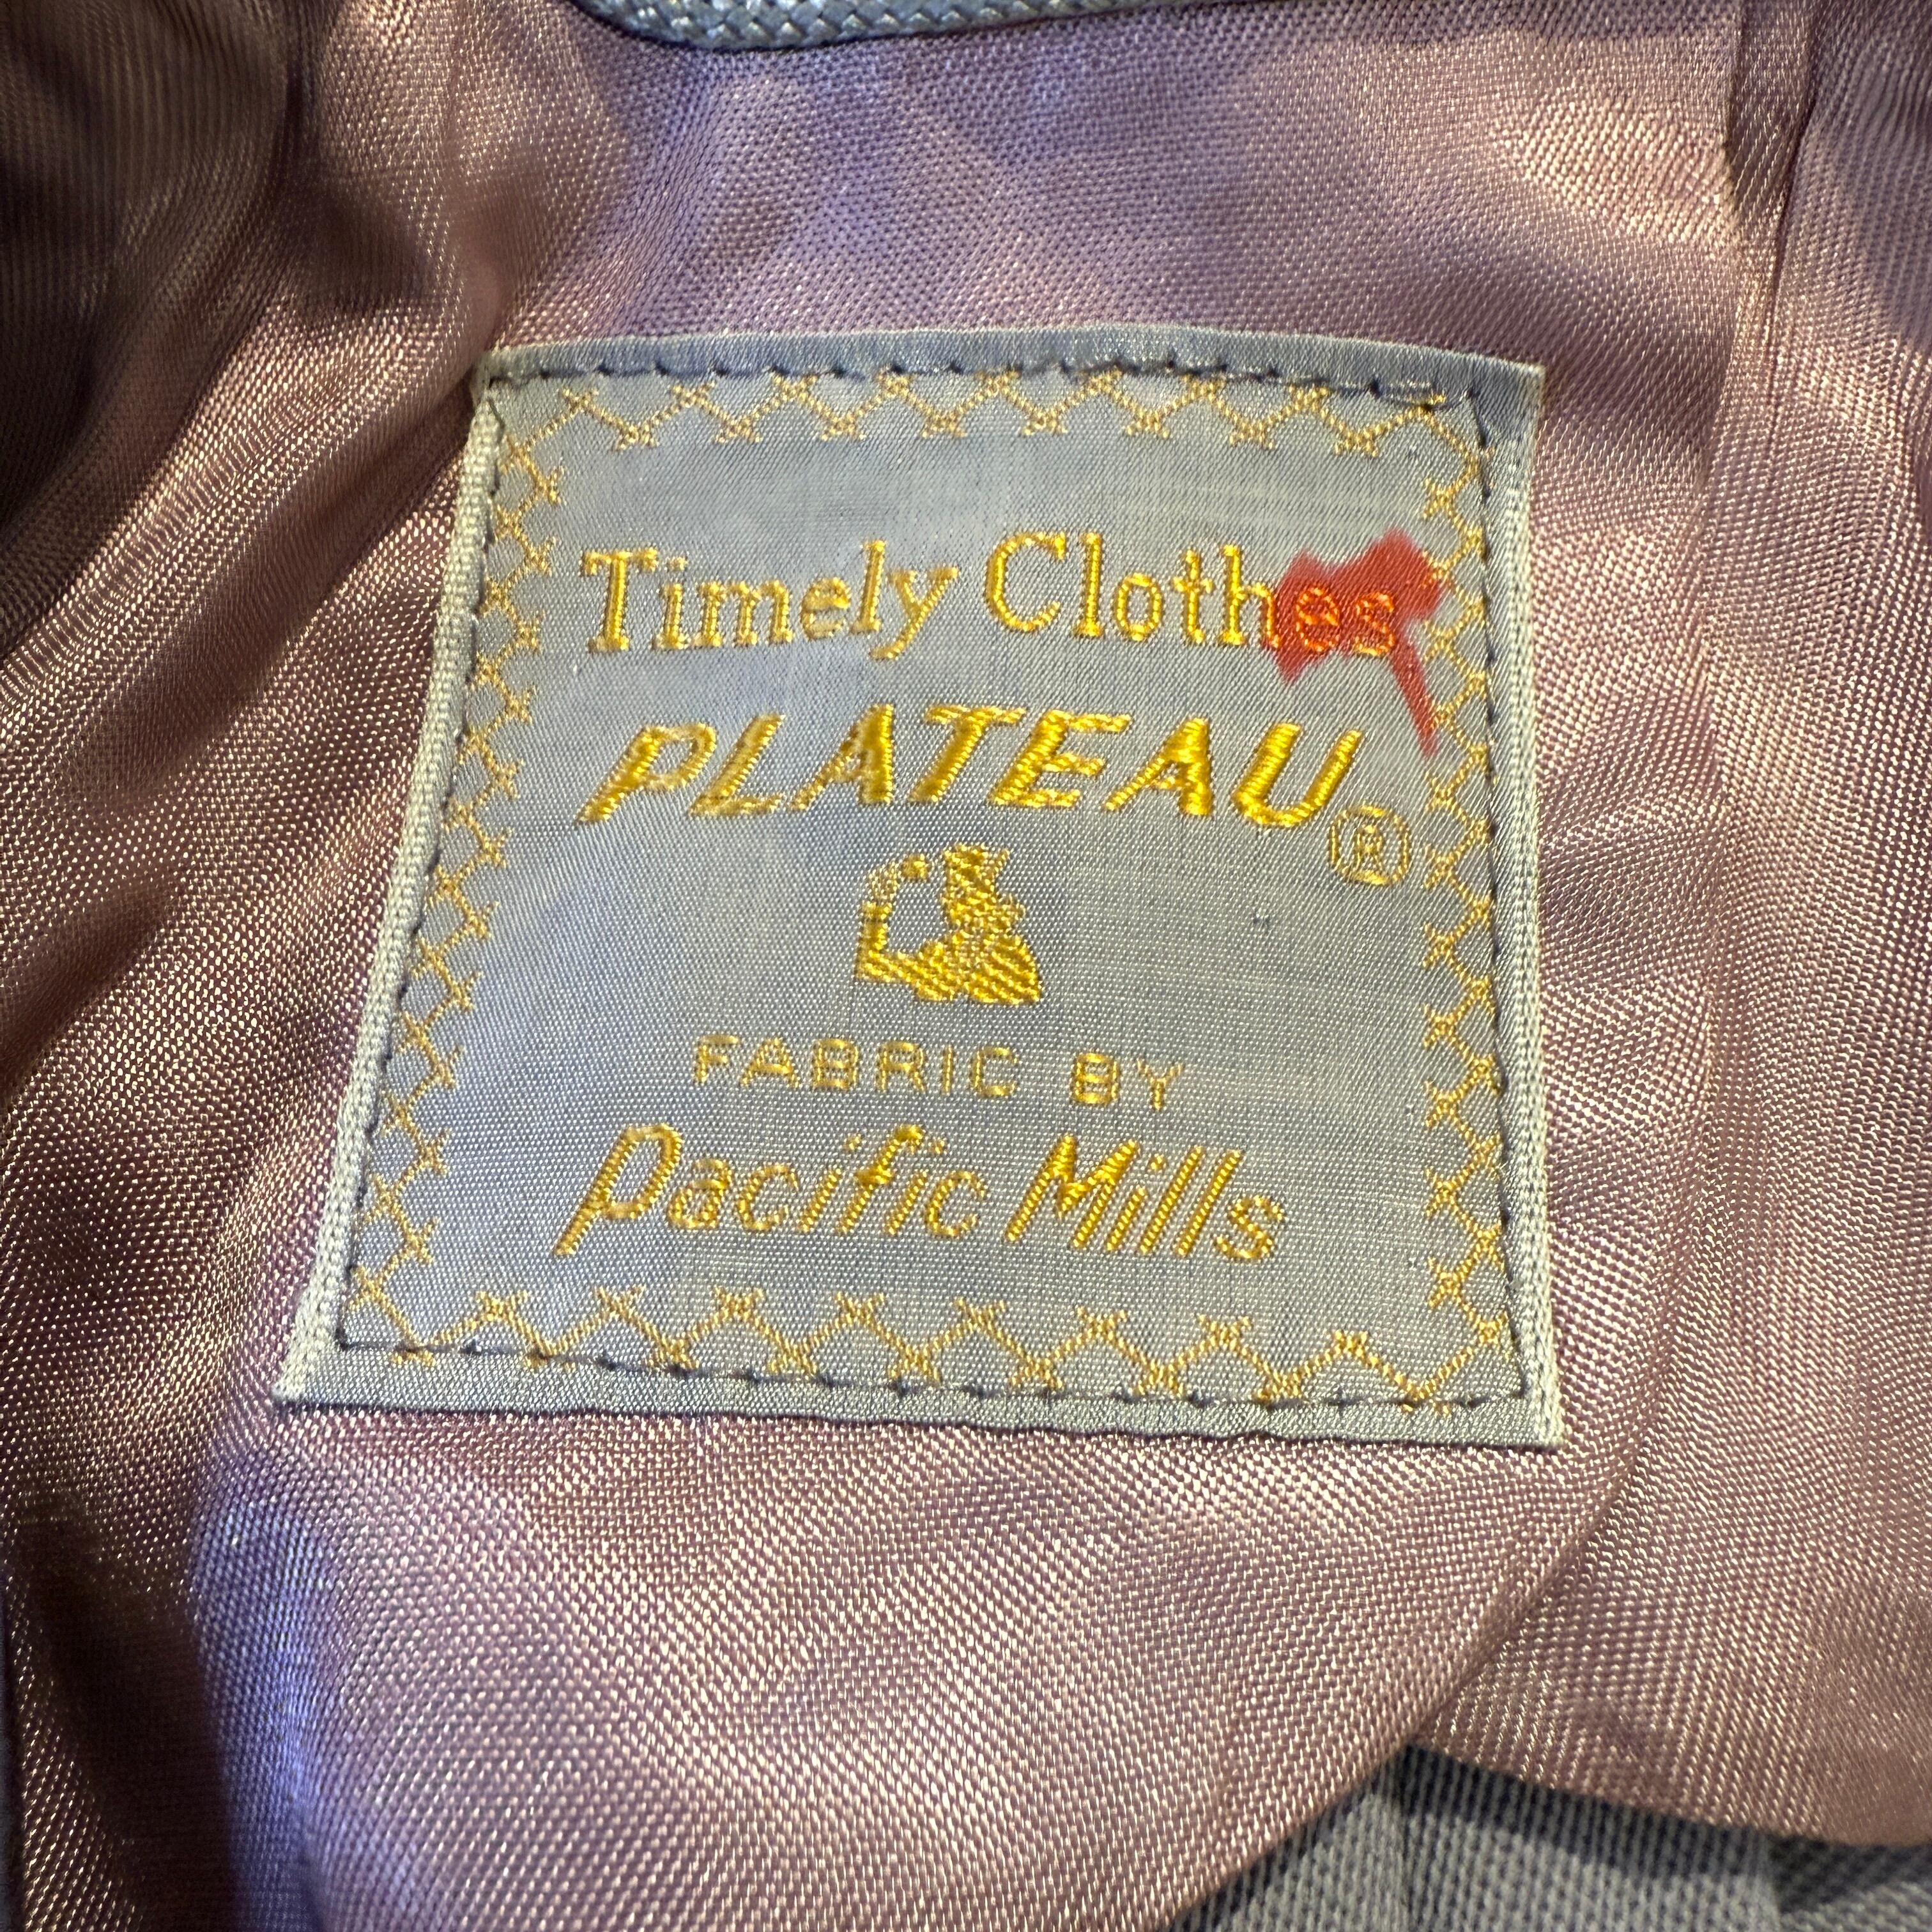 Timely Clothes
PLATEAU®
FABRIC BY
Pacific Mills